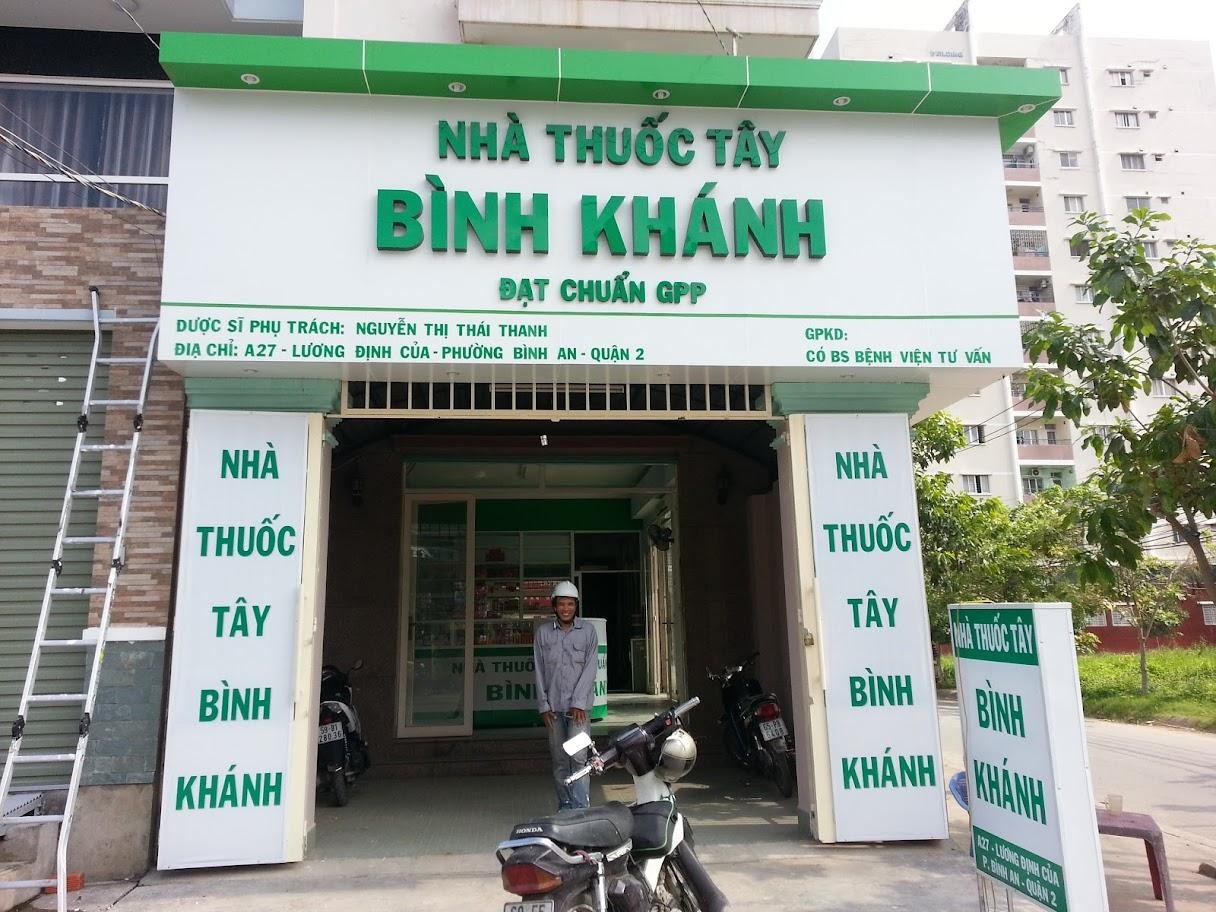 NHÀ THUỐC TÂY
BÌNH KHÁNH
ĐẠT CHUẨN GPP
DƯỢC SĨ PHỤ TRÁCH: NGUYỄN THỊ THÁI THANH
ĐỊA CHỈ: A27 - LƯƠNG ĐỊNH CỦA - PHƯỜNG BÌNH AN - QUẬN 2
GPKD:
CÓ BS BỆNH VIỆN TƯ VẤN
NHÀ
THUỐC
TÂY
BÌNH
KHÁNH
NHÀ
THUỐC
TÂY
BÌNH
KHÁNH
NHÀ THUỐC TÂY
BÌNH
KHÁNH
A27 - LƯƠNG ĐỊNH CỦA
P. BÌNH AN - QUẬN 2
NHÀ THUỐ
BÌNH
HONDA